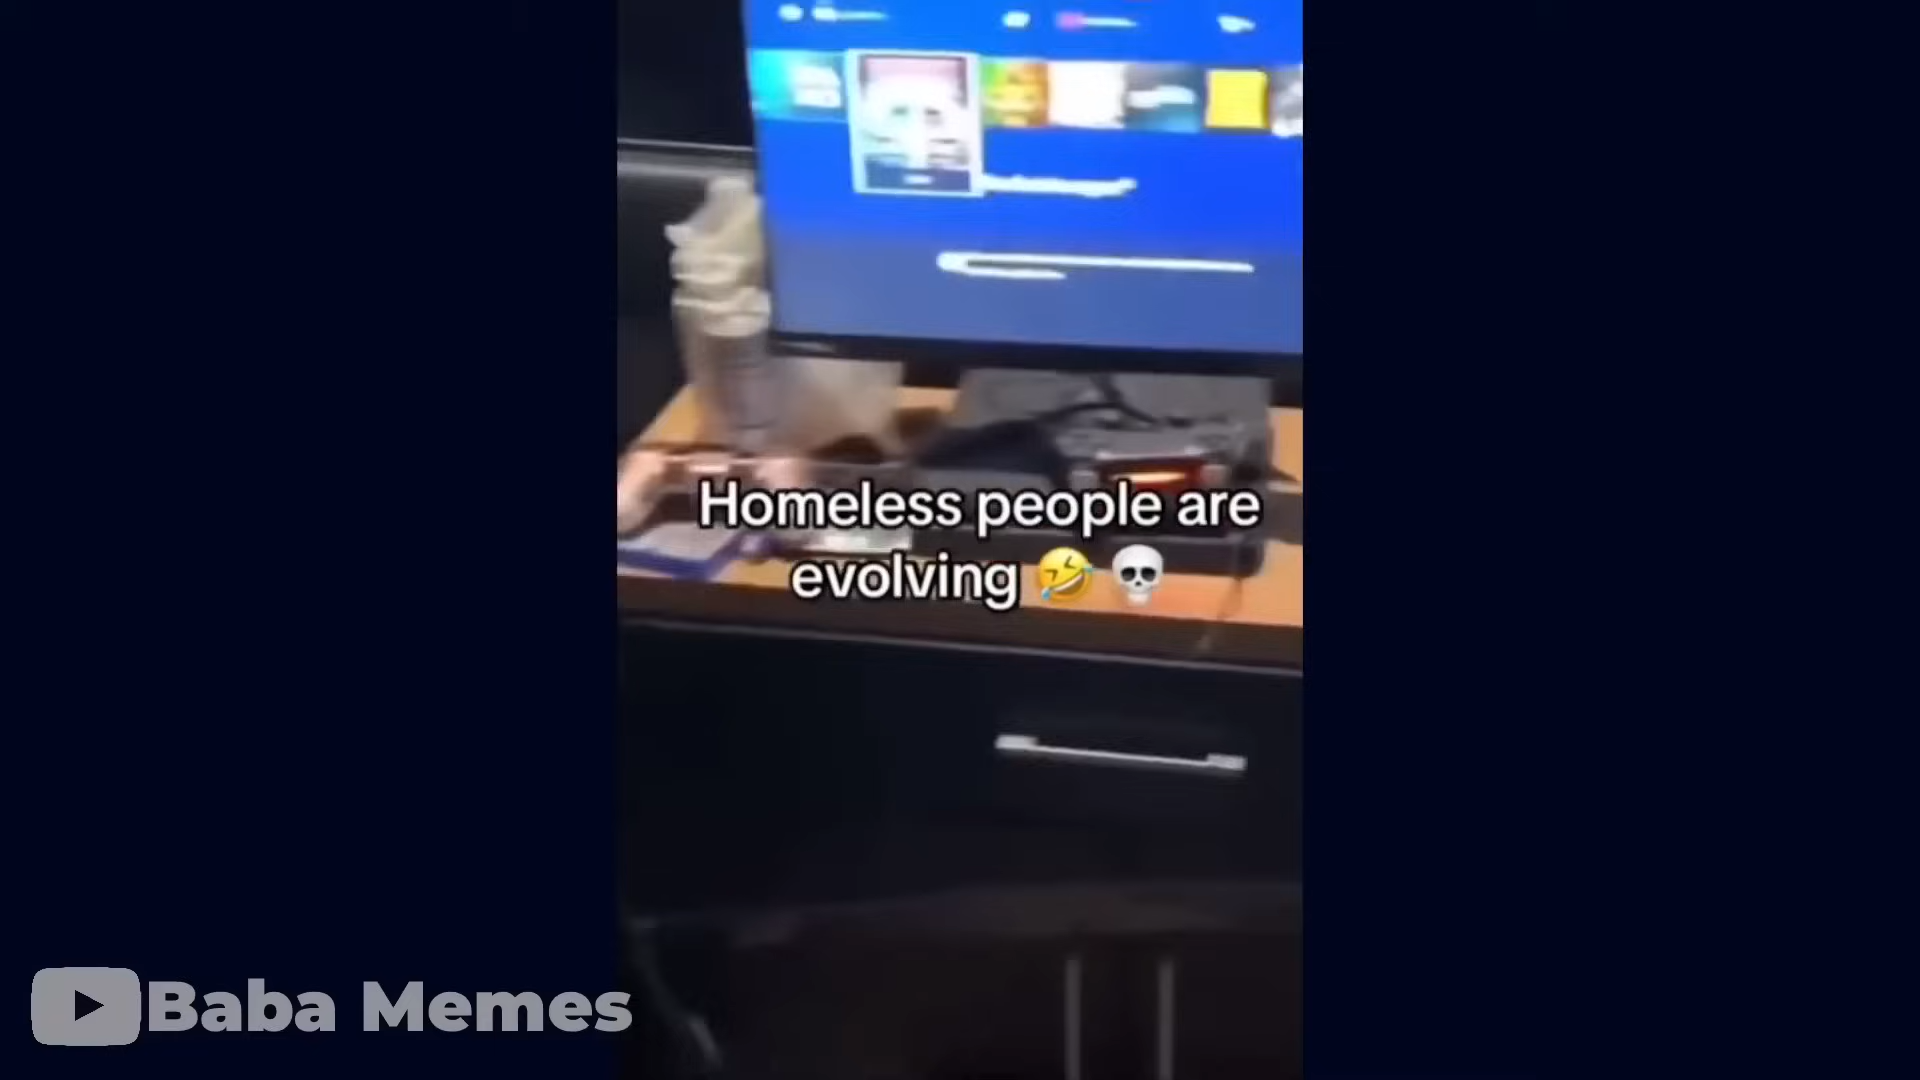 Homeless people are
evolving 🤣 💀
Baba Memes